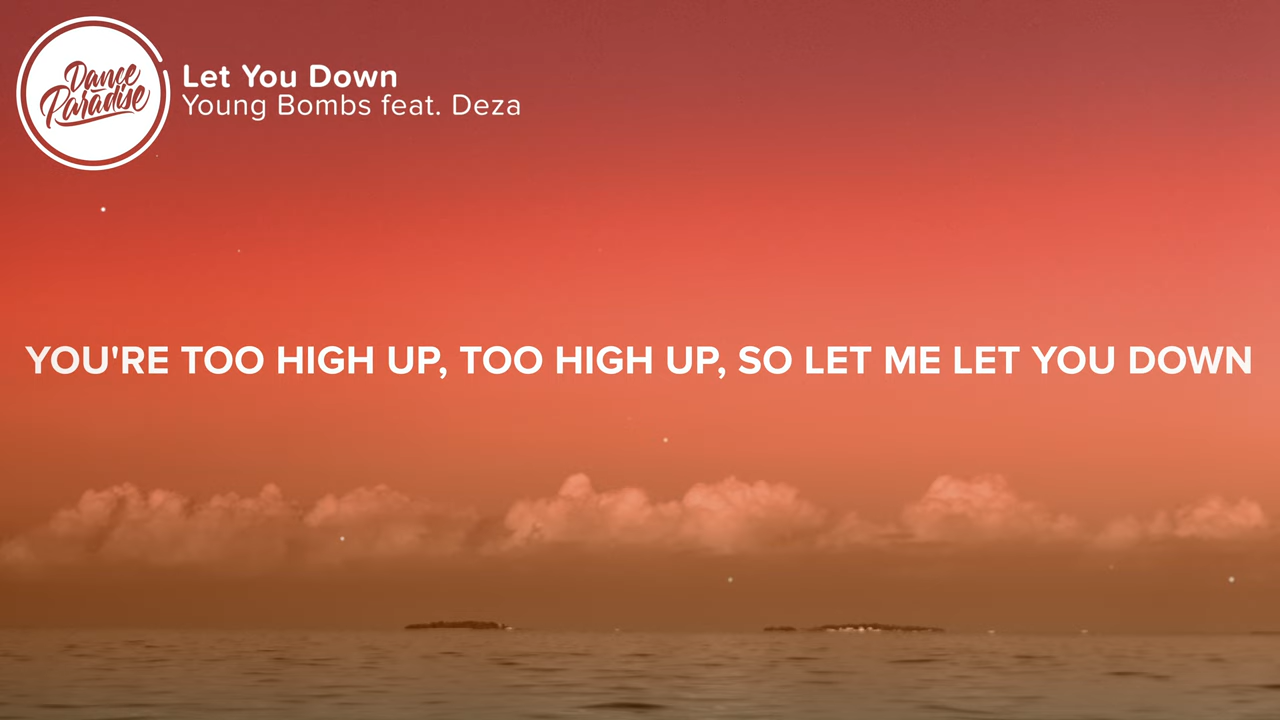 Dance
Paradise
Let You Down
Young Bombs feat. Deza
YOU'RE TOO HIGH UP, TOO HIGH UP, SO LET ME LET YOU DOWN